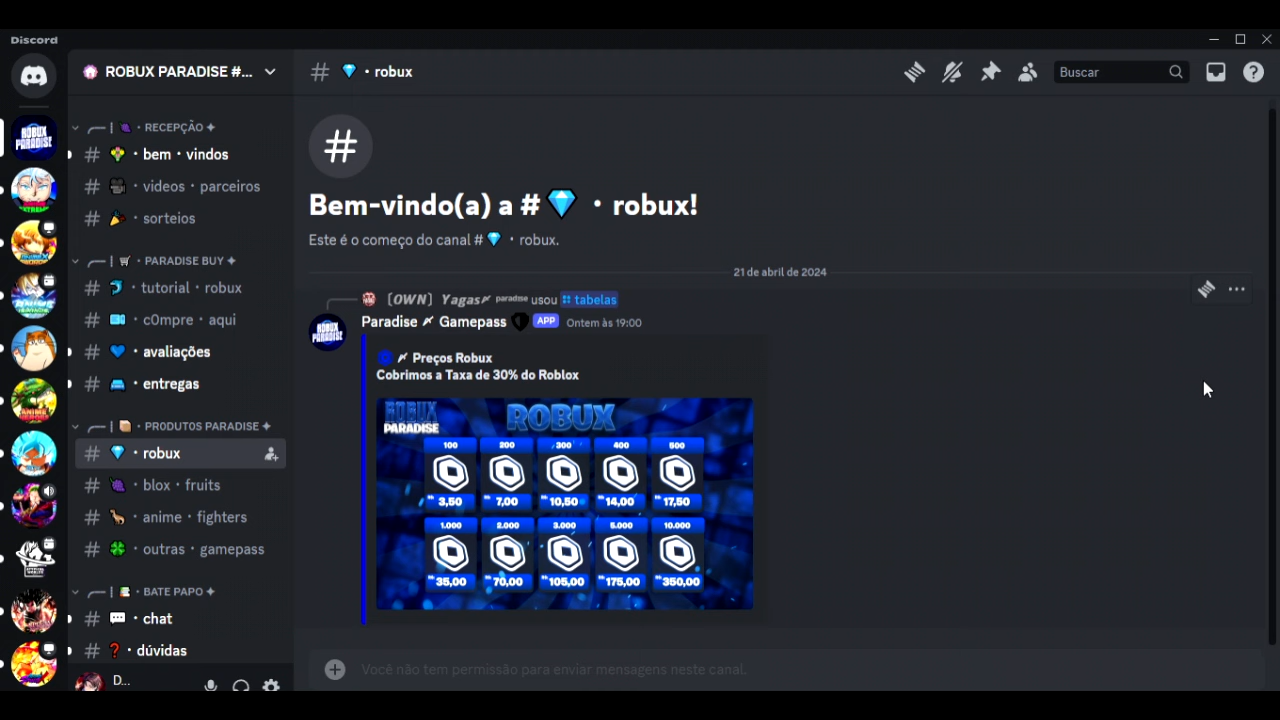 Discord
ROBUX PARADISE #...
# • robux
Buscar
RECEPÇÃO
# • bem • vindos
# • videos • parceiros
# • sorteios
PARADISE BUY
# • tutorial • robux
# • c0mpre • aqui
# • avaliações
# • entregas
PRODUTOS PARADISE
# • robux
# • blox • fruits
# • anime • fighters
# • outras • gamepass
BATE PAPO
# • chat
# • dúvidas
D...
ROBUX
PARADISE
#
Bem-vindo(a) a # • robux!
Este é o começo do canal # • robux.
21 de abril de 2024
[OWN] Yagas paradise usou tabelas
Paradise Gamepass APP Ontem às 19:00
Preços Robux
Cobrimos a Taxa de 30% do Roblox
ROBUX
PARADISE
ROBUX
100 200 300 400 500
R$ 3,50 R$ 7,00 R$ 10,50 R$ 14,00 R$ 17,50
1.000 2.000 3.000 5.000 10.000
R$ 35,00 R$ 70,00 R$ 105,00 R$ 175,00 R$ 350,00
Você não tem permissão para enviar mensagens neste canal.